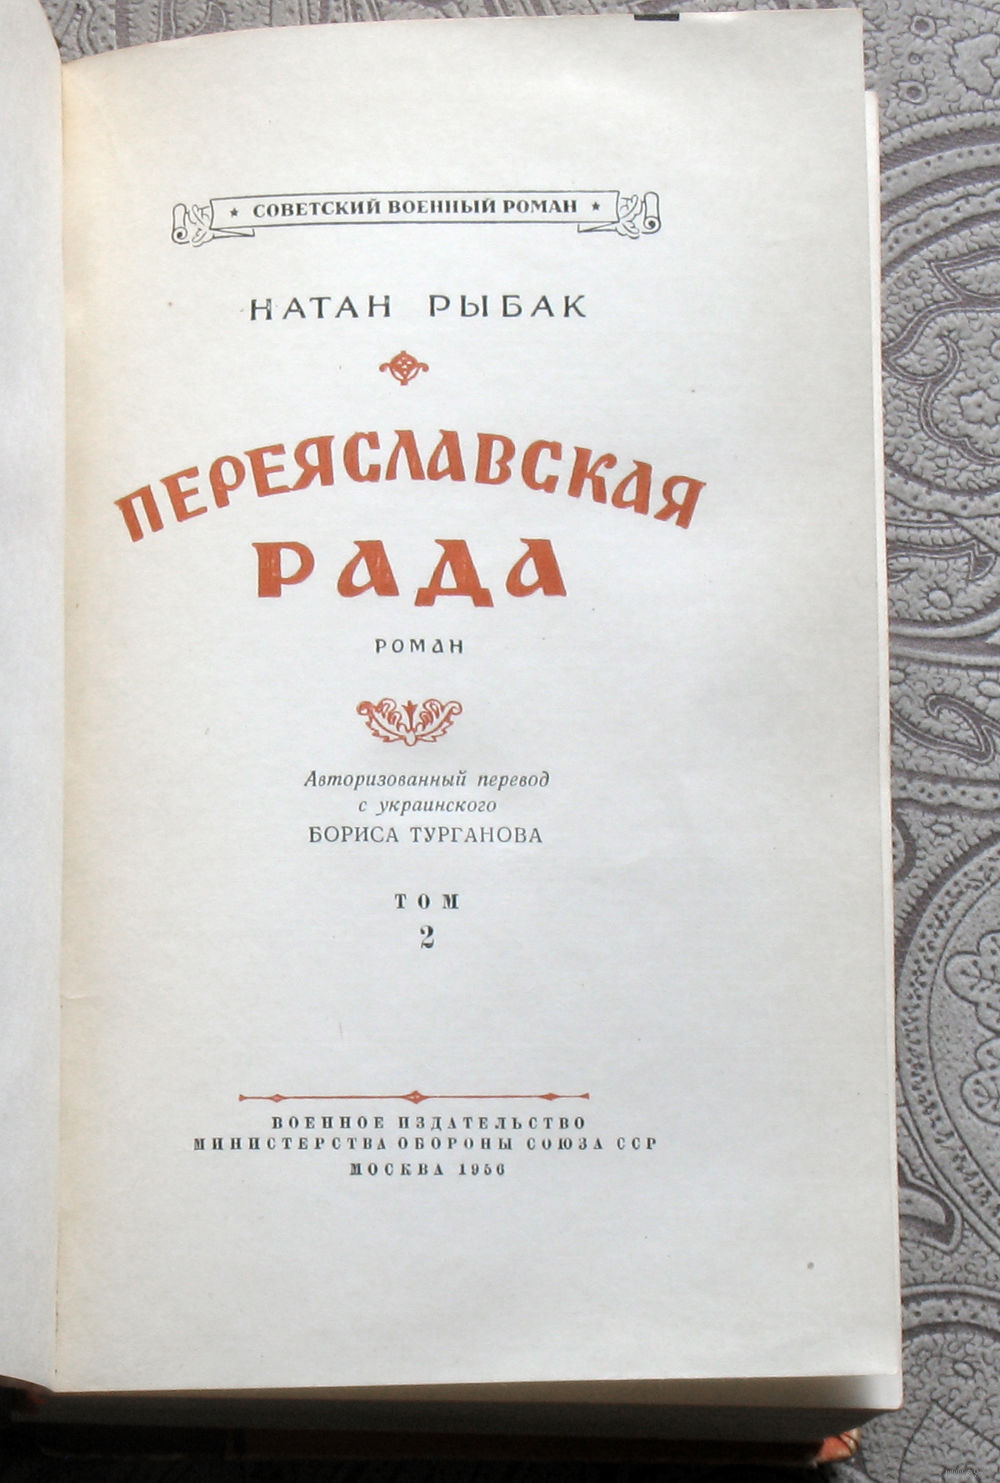 ★ СОВЕТСКИЙ ВОЕННЫЙ РОМАН ★
НАТАН РЫБАК
ПЕРЕЯСЛАВСКАЯ
РАДА
РОМАН
Авторизованный перевод
с украинского
БОРИСА ТУРГАНОВА
ТОМ
2
ВОЕННОЕ ИЗДАТЕЛЬСТВО
МИНИСТЕРСТВА ОБОРОНЫ СОЮЗА ССР
МОСКВА 1956